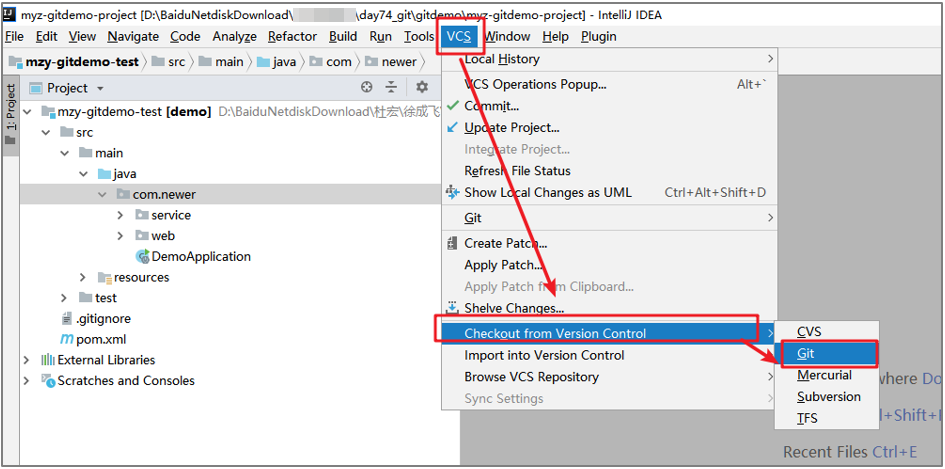 myz-gitdemo-project [D:\BaiduNetdiskDownload\ \day74_git\gitdemo\myz-gitdemo-project] - IntelliJ IDEA
File Edit View Navigate Code Analyze Refactor Build Run Tools VCS Window Help Plugin
mzy-gitdemo-test src main java com newer
1: Project
Project
mzy-gitdemo-test [demo] D:\BaiduNetdiskDownload\杜宏\徐成飞
src
main
java
com.newer
service
web
DemoApplication
resources
test
.gitignore
pom.xml
External Libraries
Scratches and Consoles
Local History
VCS Operations Popup... Alt+`
Commit...
Update Project...
Integrate Project...
Refresh File Status
Show Local Changes as UML Ctrl+Alt+Shift+D
Git
Create Patch...
Apply Patch...
Apply Patch from Clipboard...
Shelve Changes...
Checkout from Version Control
Import into Version Control
Browse VCS Repository
Sync Settings
CVS
Git
Mercurial
Subversion
TFS
where Do
l+Shift+
Recent Files Ctrl+E